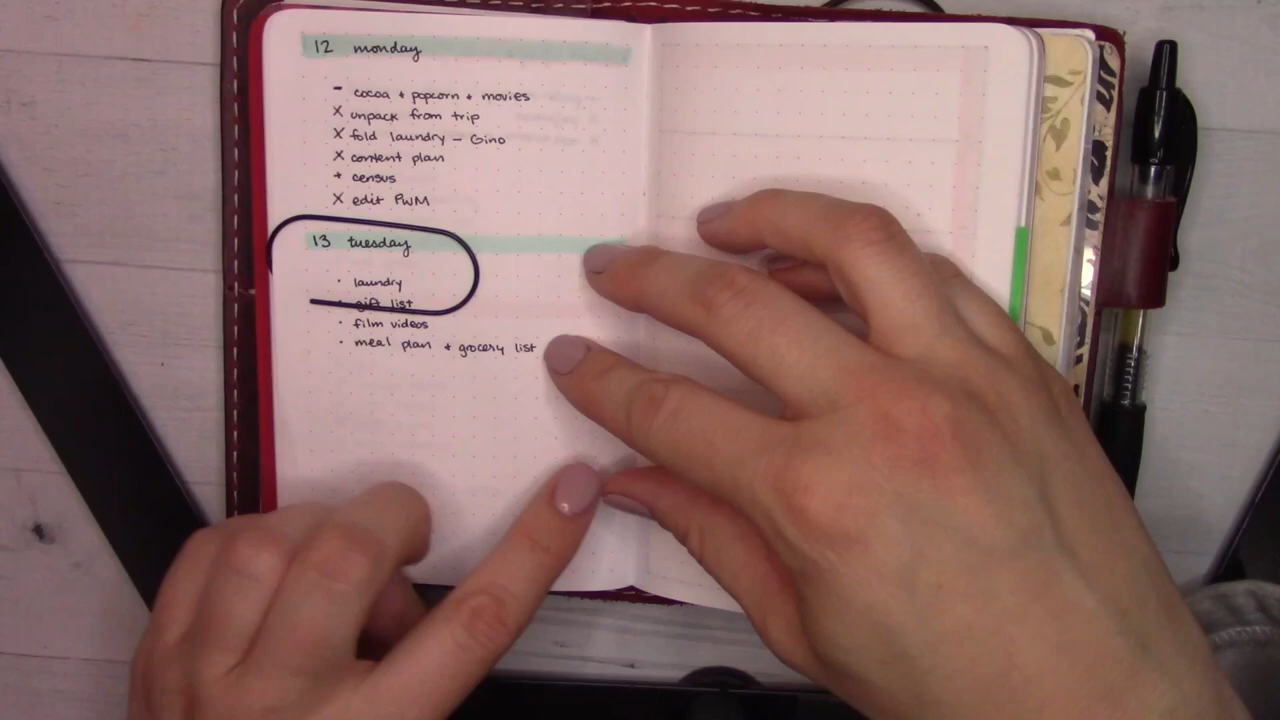 12 monday
- cocoa + popcorn + movies
X unpack from trip
X fold laundry - Gino
X content plan
+ census
X edit PWM
13 tuesday
· laundry
· gift list
· film videos
· meal plan + grocery list